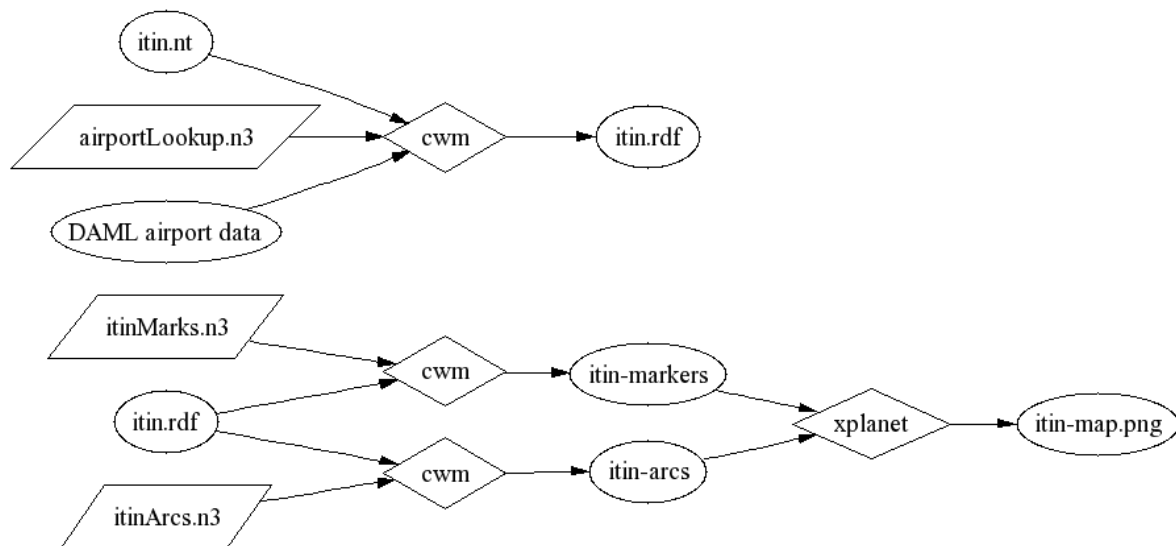 itin.nt
airportLookup.n3
cwm
itin.rdf
DAML airport data
itinMarks.n3
cwm
itin-markers
itin.rdf
xplanet
itin-map.png
cwm
itin-arcs
itinArcs.n3